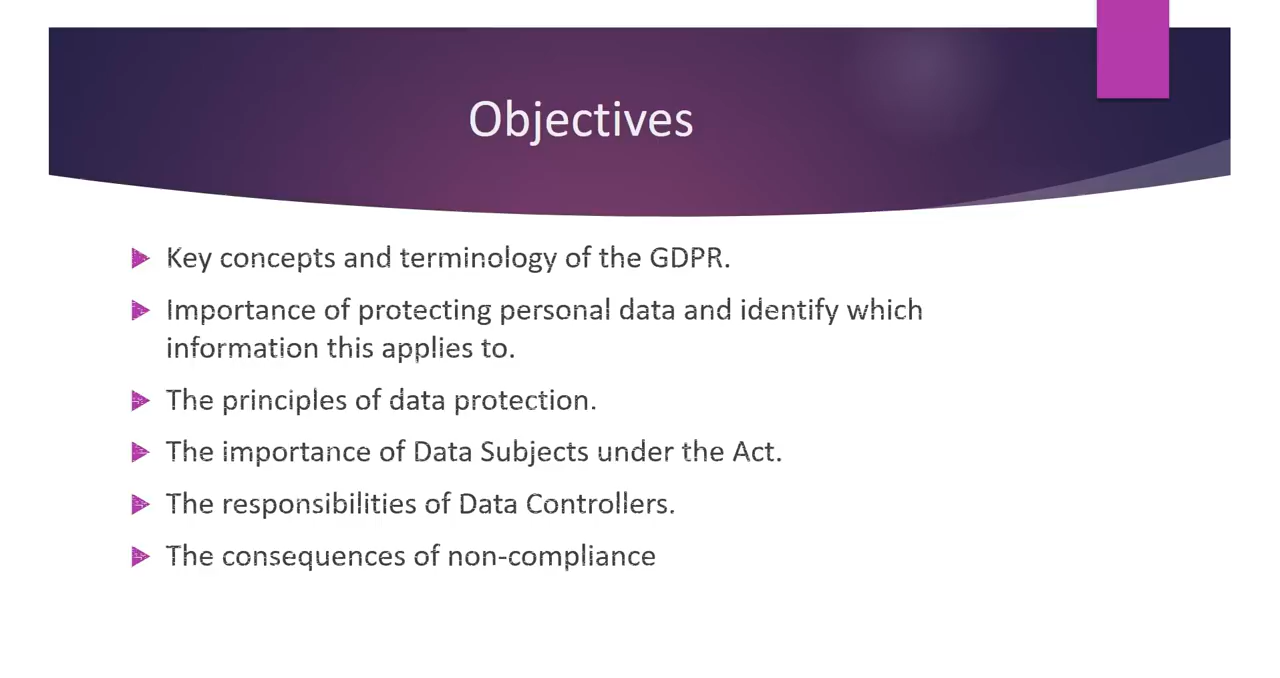 Objectives
Key concepts and terminology of the GDPR.
Importance of protecting personal data and identify which
information this applies to.
The principles of data protection.
The importance of Data Subjects under the Act.
The responsibilities of Data Controllers.
The consequences of non-compliance